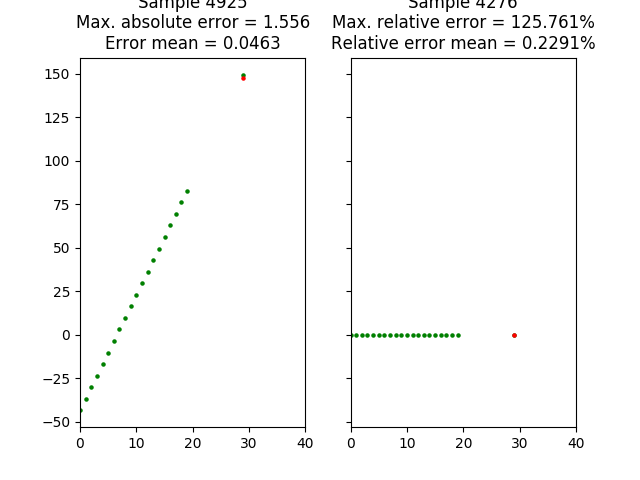 Sample 4925
Max. absolute error = 1.556
Error mean = 0.0463
Sample 4276
Max. relative error = 125.761%
Relative error mean = 0.2291%
150
125
100
75
50
25
0
−25
−50
0 10 20 30 40
0 10 20 30 40